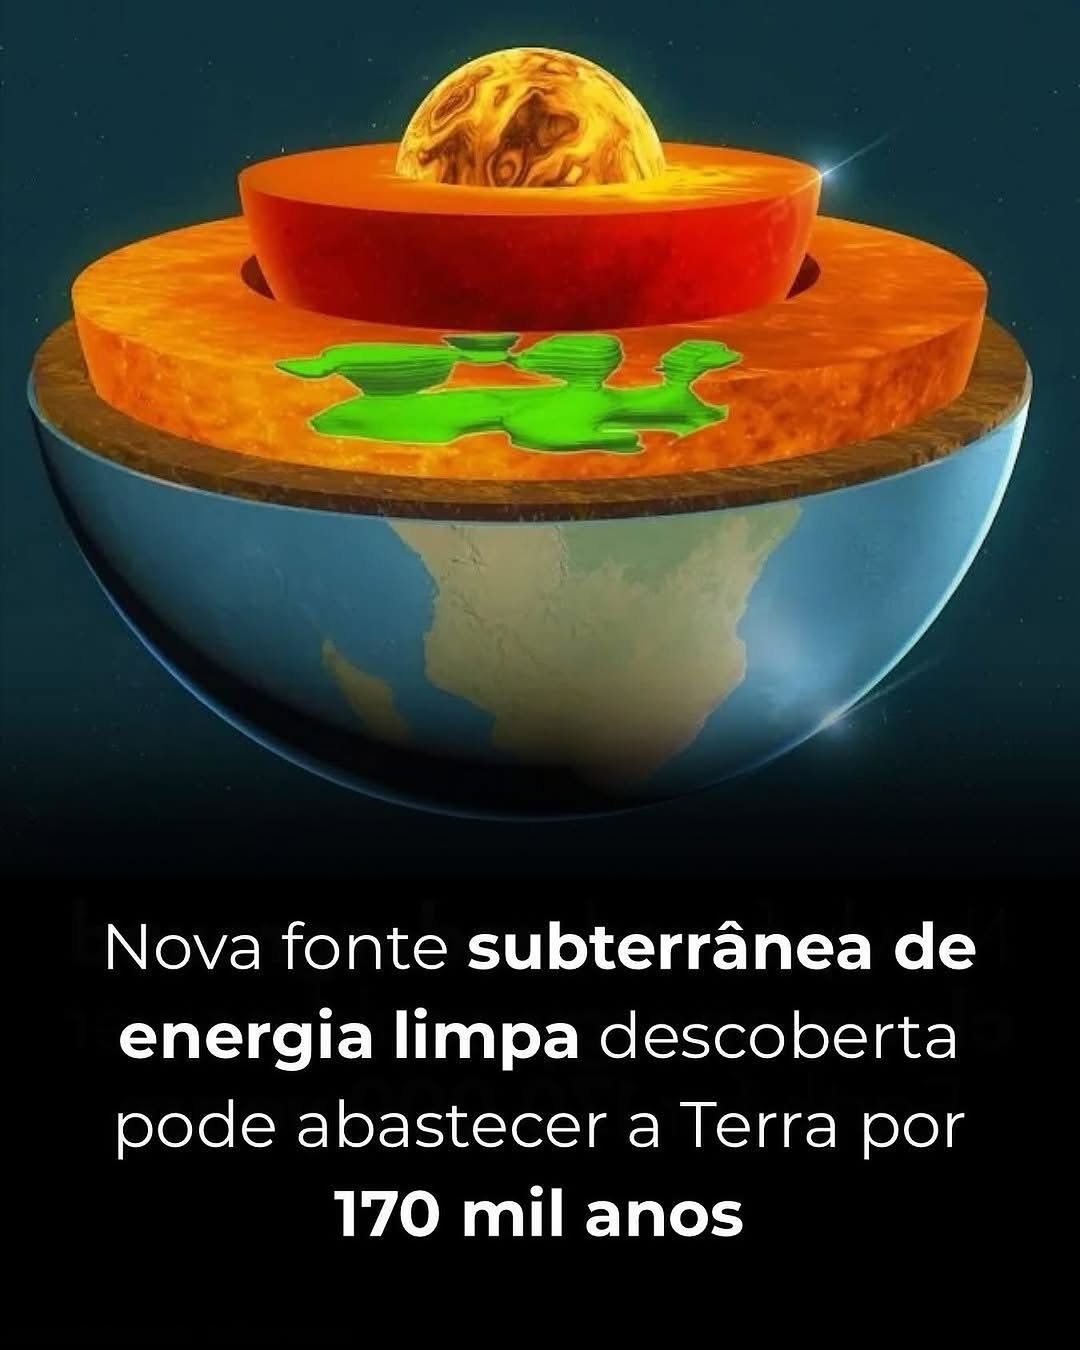 Nova fonte subterrânea de
energia limpa descoberta
pode abastecer a Terra por
170 mil anos